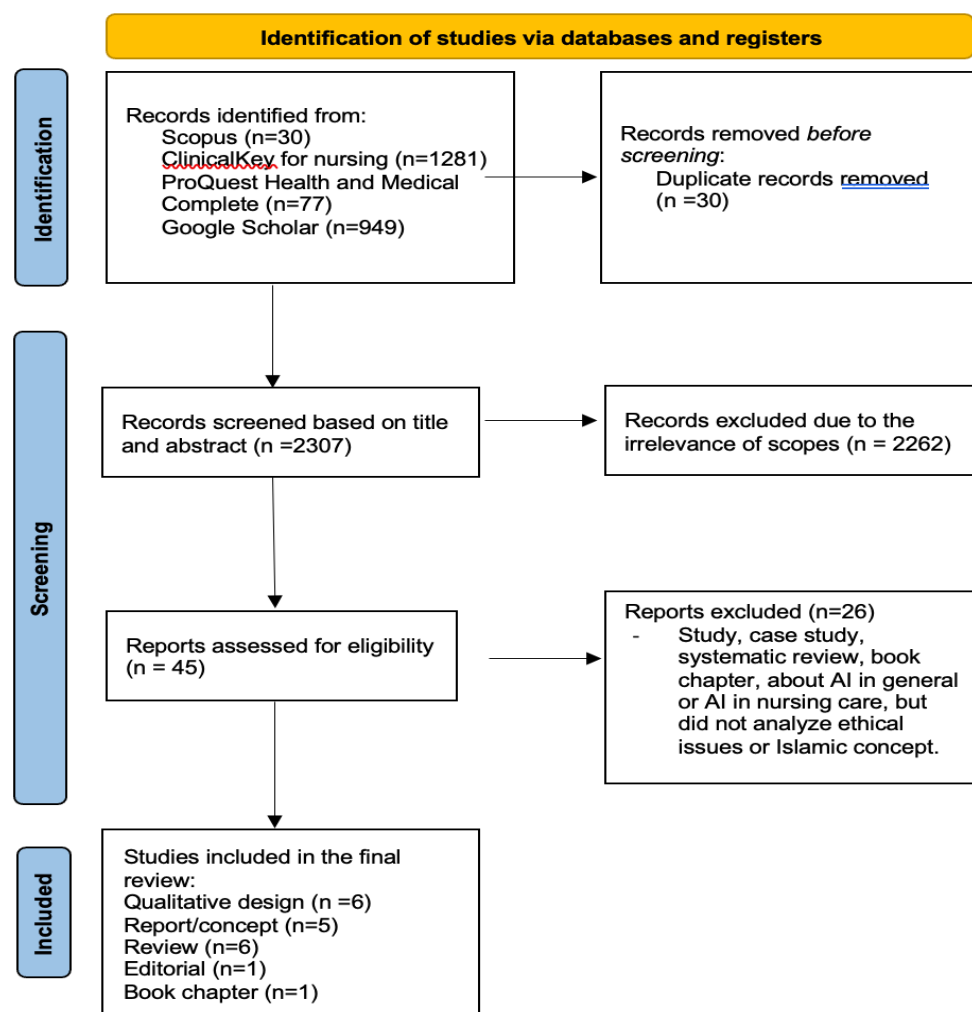 Identification of studies via databases and registers
Identification
Records identified from:
Scopus (n=30)
ClinicalKey for nursing (n=1281)
ProQuest Health and Medical
Complete (n=77)
Google Scholar (n=949)
Records removed before
screening:
Duplicate records removed
(n =30)
Screening
Records screened based on title
and abstract (n =2307)
Records excluded due to the
irrelevance of scopes (n = 2262)
Reports assessed for eligibility
(n = 45)
Reports excluded (n=26)
- Study, case study,
systematic review, book
chapter, about AI in general
or AI in nursing care, but
did not analyze ethical
issues or Islamic concept.
Included
Studies included in the final
review:
Qualitative design (n =6)
Report/concept (n=5)
Review (n=6)
Editorial (n=1)
Book chapter (n=1)